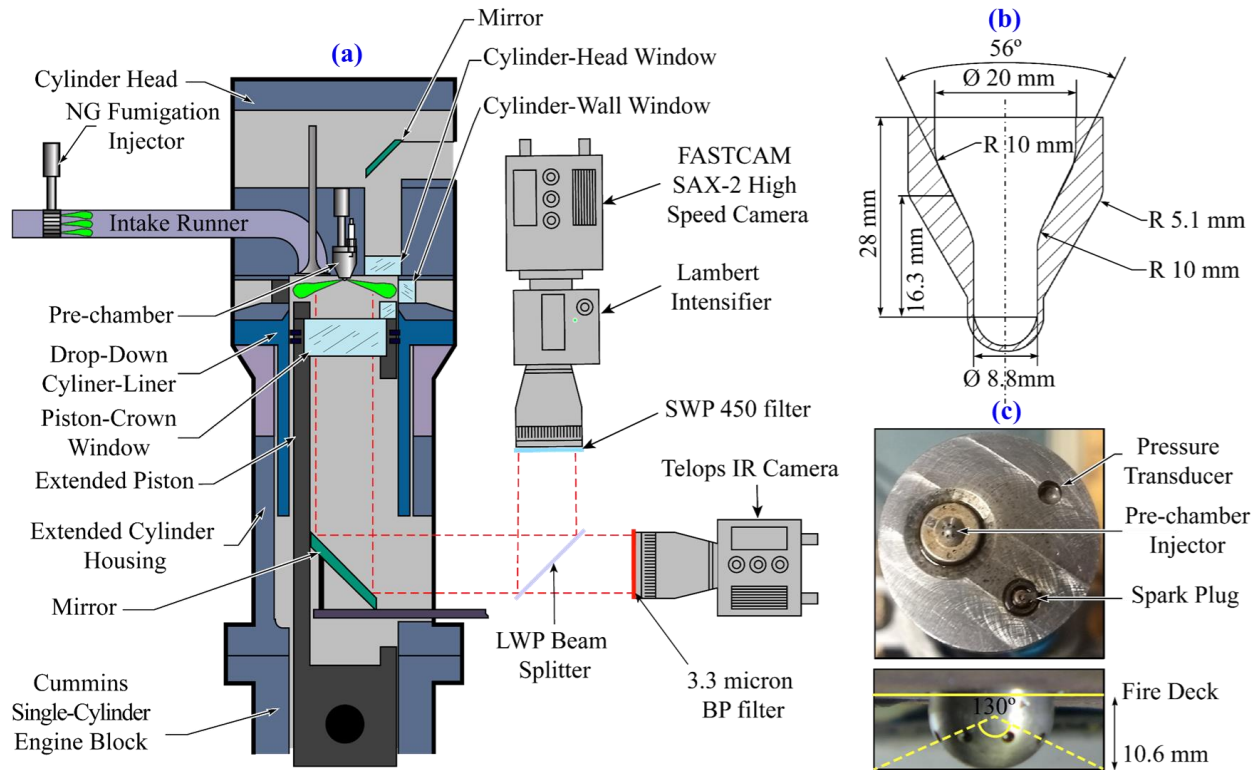 (a)
Mirror
Cylinder Head
Cylinder-Head Window
NG Fumigation
Injector
Cylinder-Wall Window
Intake Runner
FASTCAM
SAX-2 High
Speed Camera
Lambert
Intensifier
Pre-chamber
Drop-Down
Cyliner-Liner
Piston-Crown
Window
Extended Piston
SWP 450 filter
Telops IR Camera
Extended Cylinder
Housing
Mirror
LWP Beam
Splitter
3.3 micron
BP filter
Cummins
Single-Cylinder
Engine Block
(b)
56º
Ø 20 mm
R 10 mm
28 mm
16.3 mm
R 5.1 mm
R 10 mm
Ø 8.8mm
(c)
Pressure
Transducer
Pre-chamber
Injector
Spark Plug
Fire Deck
130º
10.6 mm